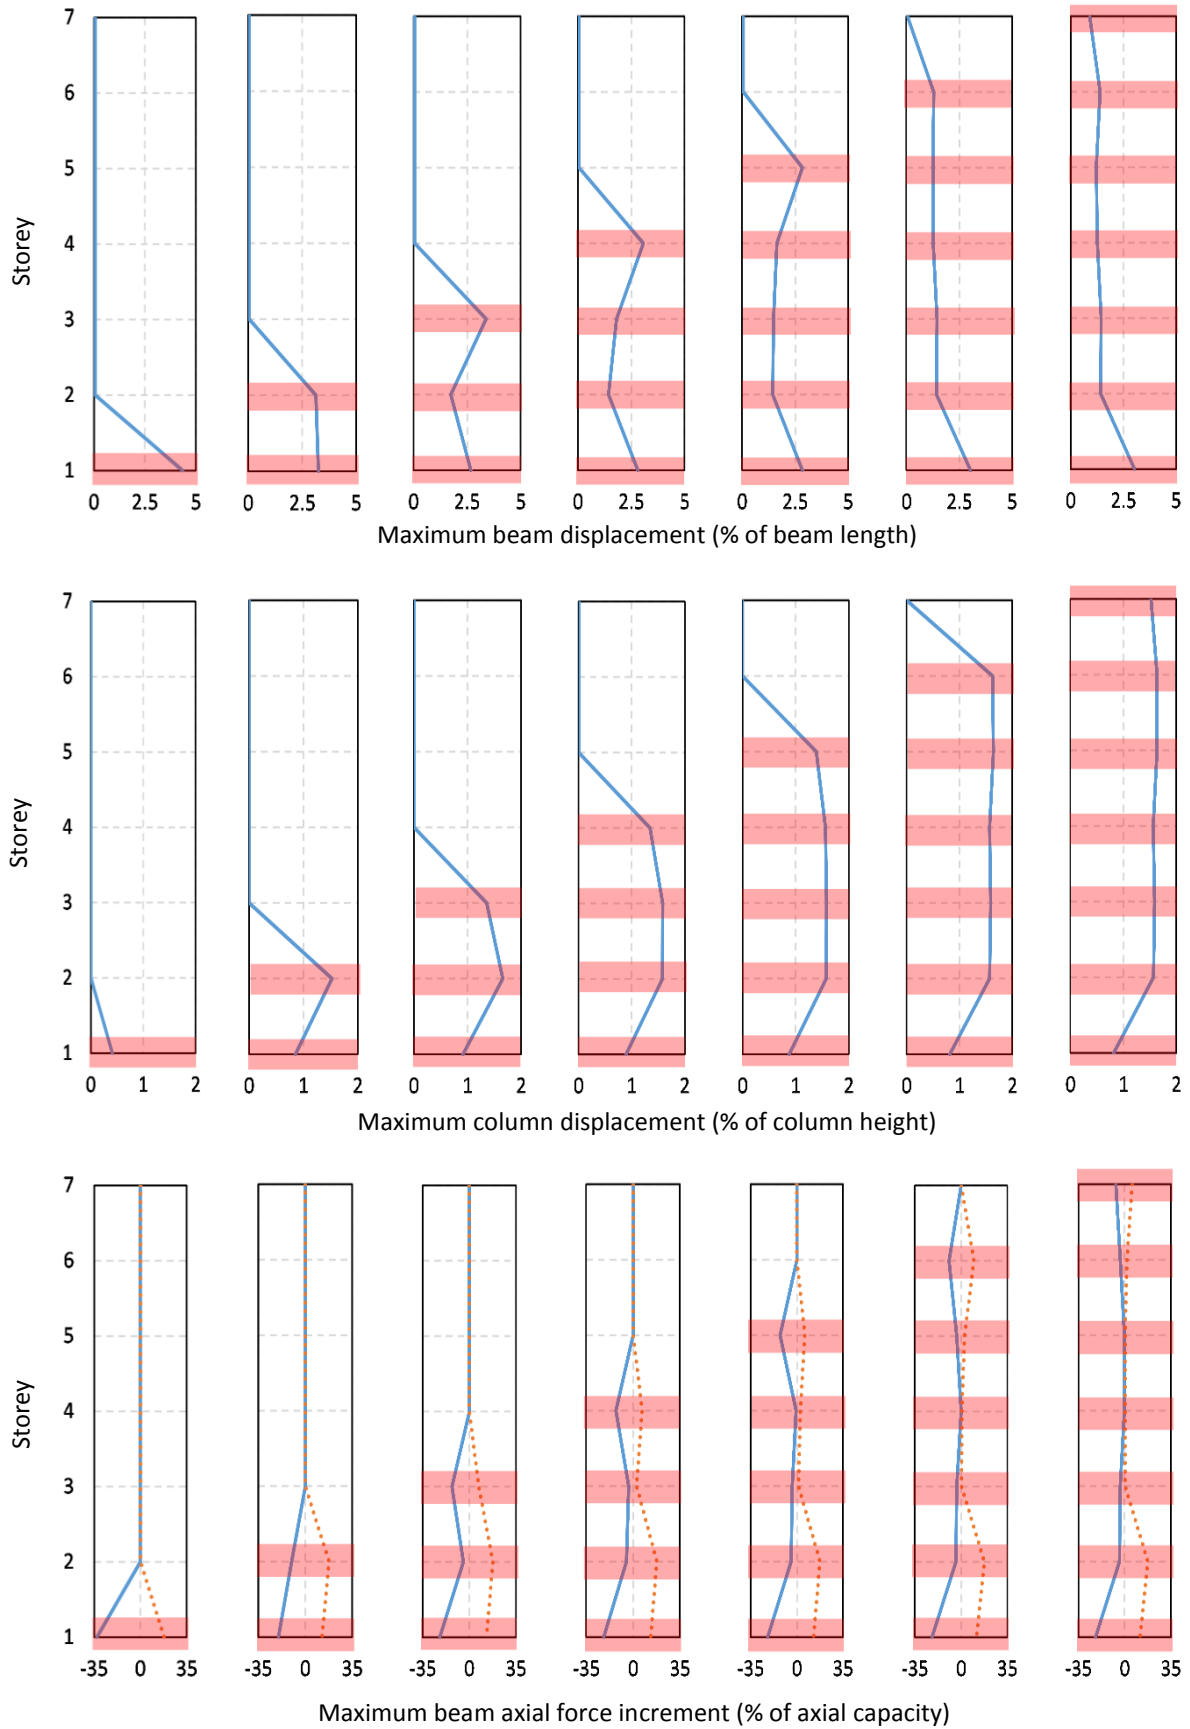 7
6
5
4
3
2
1
Storey
0 2.5 5 0 2.5 5 0 2.5 5 0 2.5 5 0 2.5 5 0 2.5 5 0 2.5 5
Maximum beam displacement (% of beam length)
7
6
5
4
3
2
1
Storey
0 1 2 0 1 2 0 1 2 0 1 2 0 1 2 0 1 2 0 1 2
Maximum column displacement (% of column height)
7
6
5
4
3
2
1
Storey
-35 0 35 -35 0 35 -35 0 35 -35 0 35 -35 0 35 -35 0 35 -35 0 35
Maximum beam axial force increment (% of axial capacity)